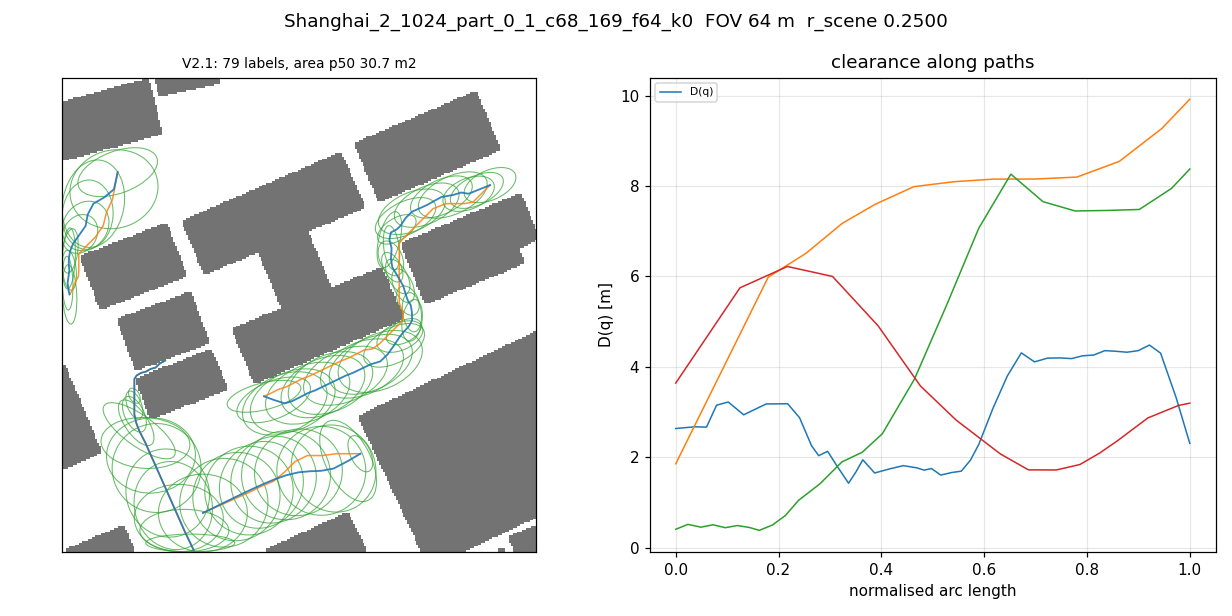 Shanghai_2_1024_part_0_1_c68_169_f64_k0 FOV 64 m r_scene 0.2500
V2.1: 79 labels, area p50 30.7 m2
clearance along paths
D(q)
10
8
6
4
2
0
D(q) [m]
0.0 0.2 0.4 0.6 0.8 1.0
normalised arc length